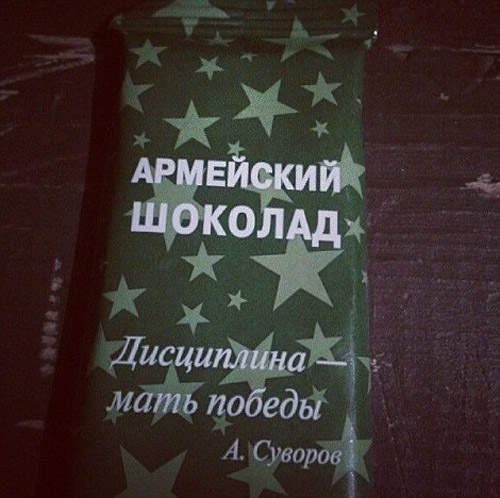 АРМЕЙСКИЙ
ШОКОЛАД
Дисциплина —
мать победы
А. Суворов